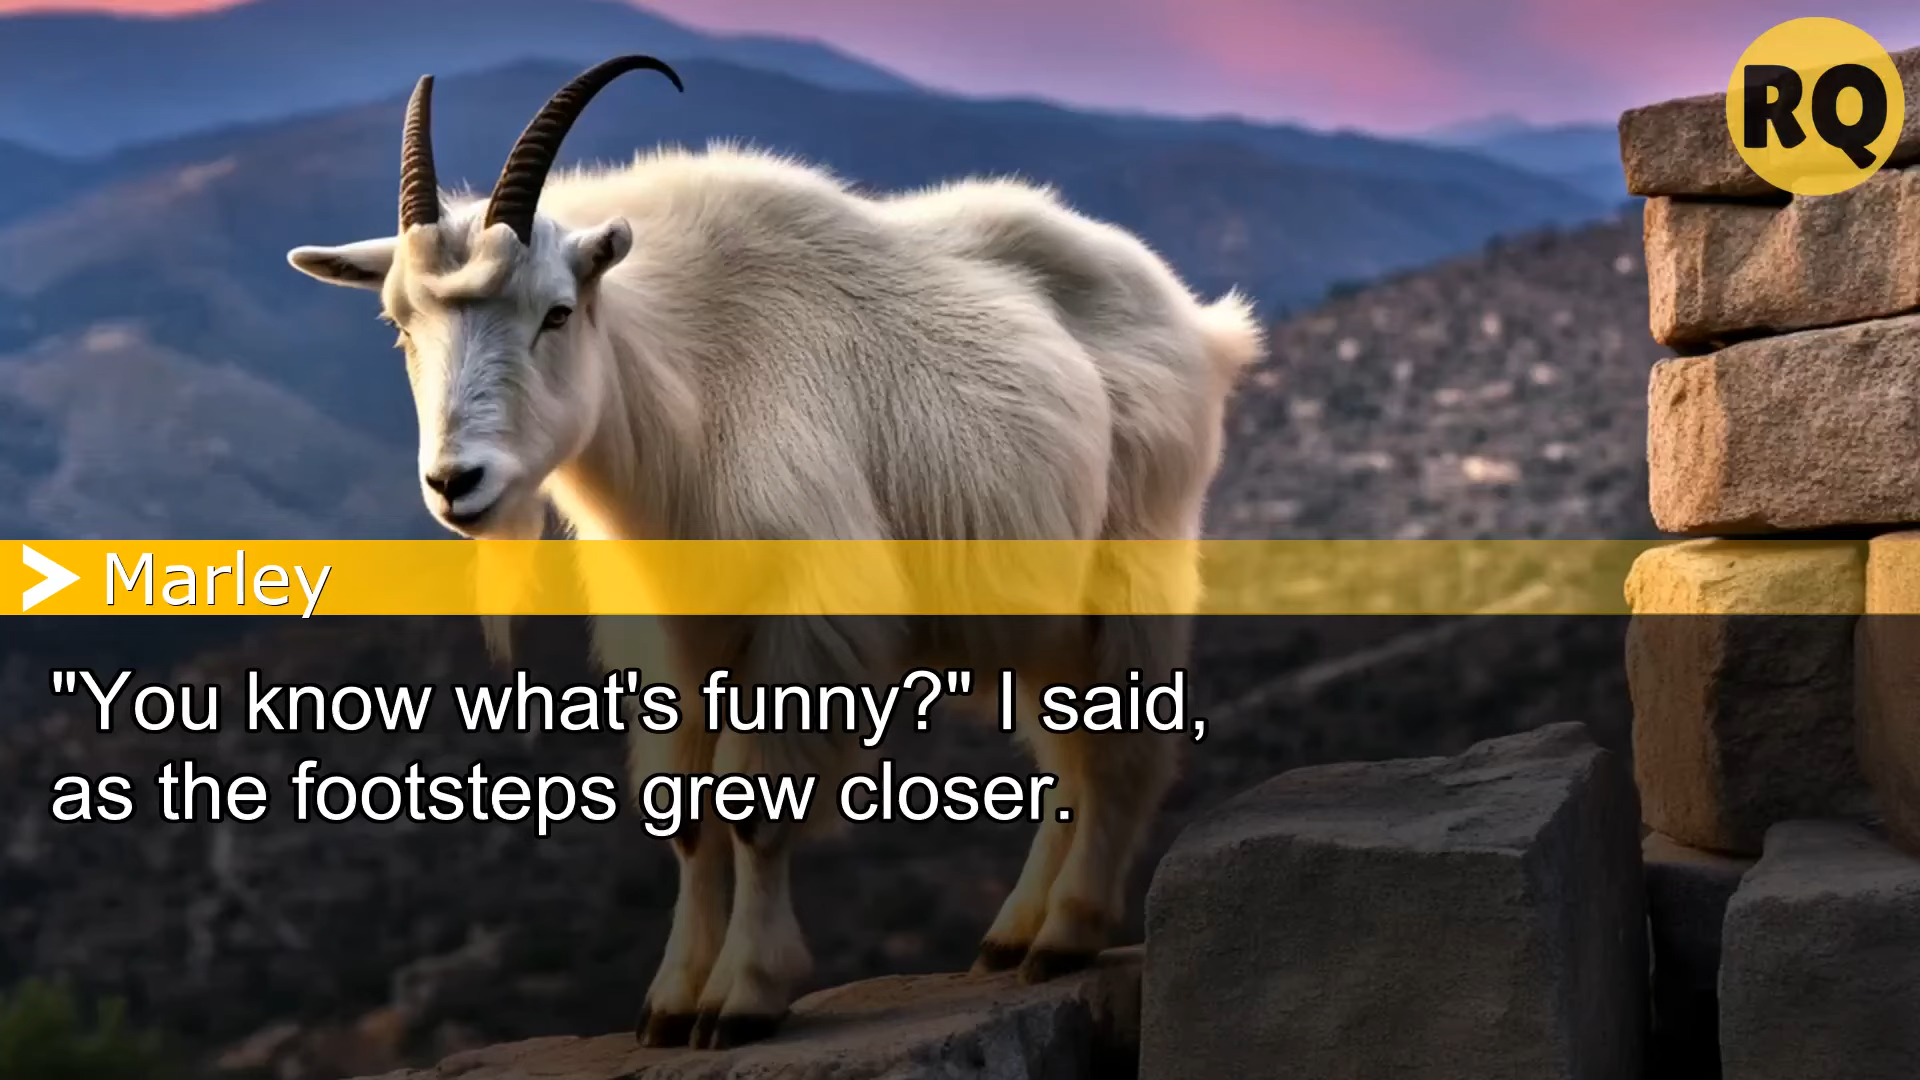 RQ
Marley
"You know what's funny?" I said,
as the footsteps grew closer.